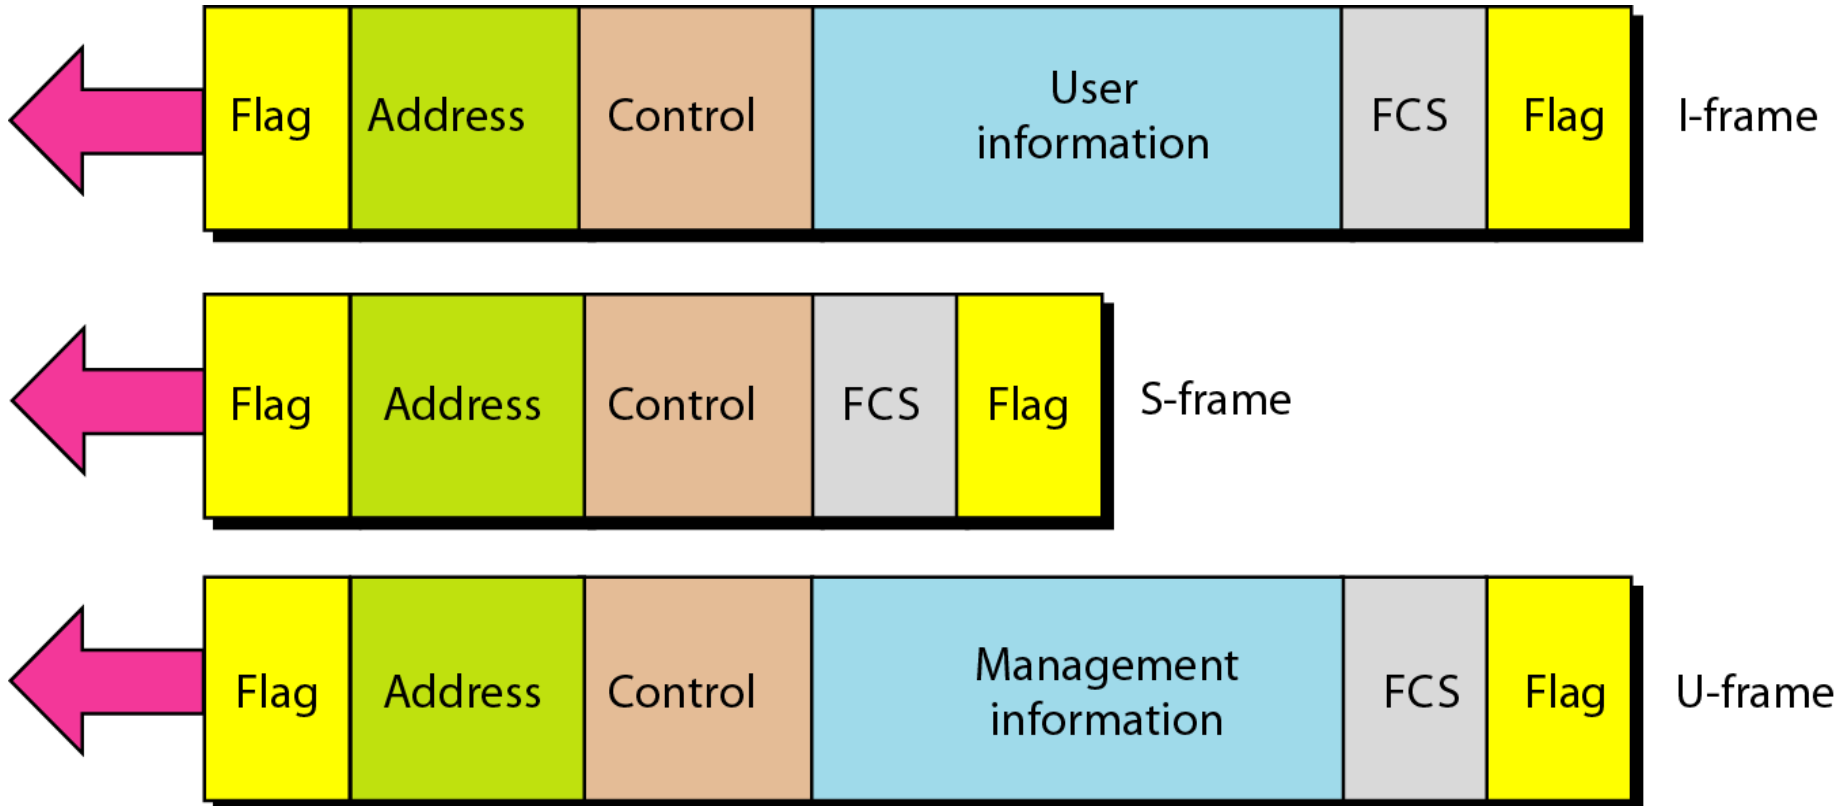 Flag Address Control User information FCS Flag I-frame
Flag Address Control FCS Flag S-frame
Flag Address Control Management information FCS Flag U-frame